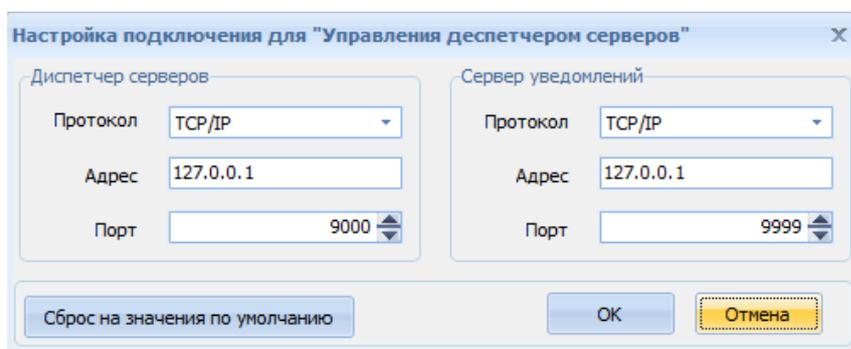 Настройка подключения для "Управления деспетчером серверов" X
Диспетчер серверов
Протокол TCP/IP
Адрес 127.0.0.1
Порт 9000
Сервер уведомлений
Протокол TCP/IP
Адрес 127.0.0.1
Порт 9999
Сброс на значения по умолчанию OK Отмена